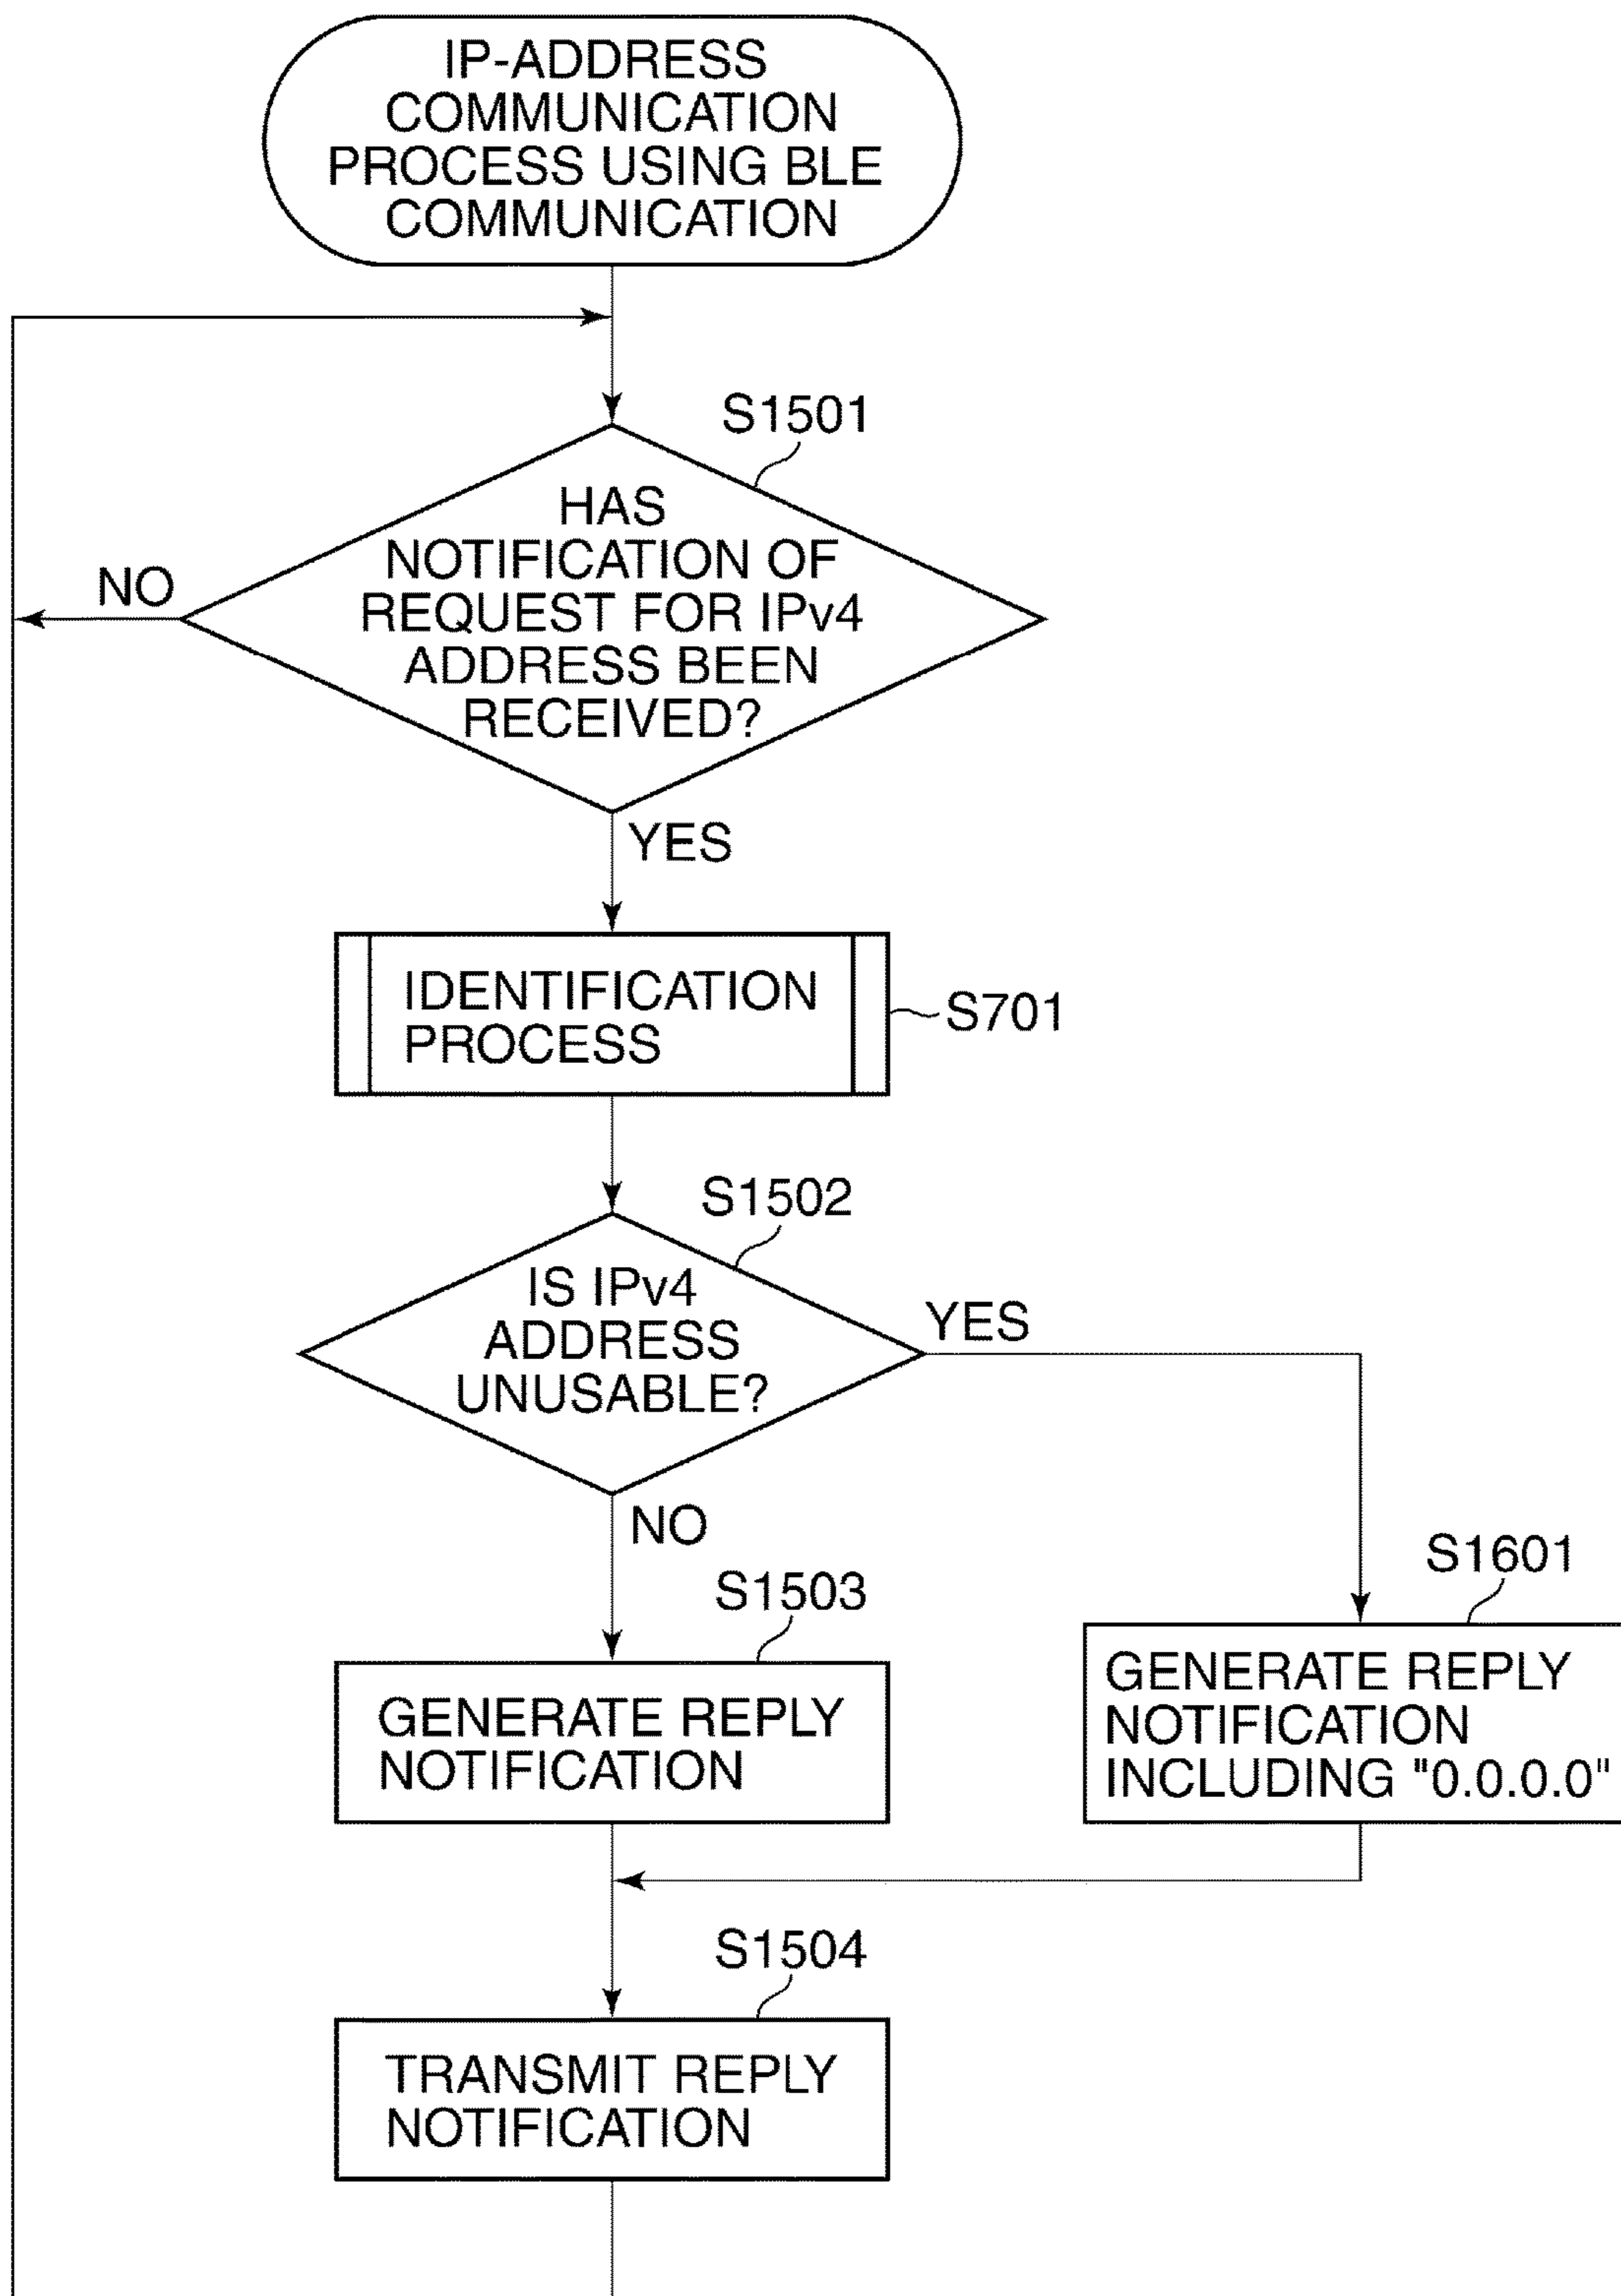 IP-ADDRESS
COMMUNICATION
PROCESS USING BLE
COMMUNICATION
S1501
HAS
NOTIFICATION OF
REQUEST FOR IPv4
ADDRESS BEEN
RECEIVED?
NO
YES
IDENTIFICATION
PROCESS
S701
S1502
IS IPv4
ADDRESS
UNUSABLE?
YES
NO
S1503
GENERATE REPLY
NOTIFICATION
S1601
GENERATE REPLY
NOTIFICATION
INCLUDING "0.0.0.0"
S1504
TRANSMIT REPLY
NOTIFICATION